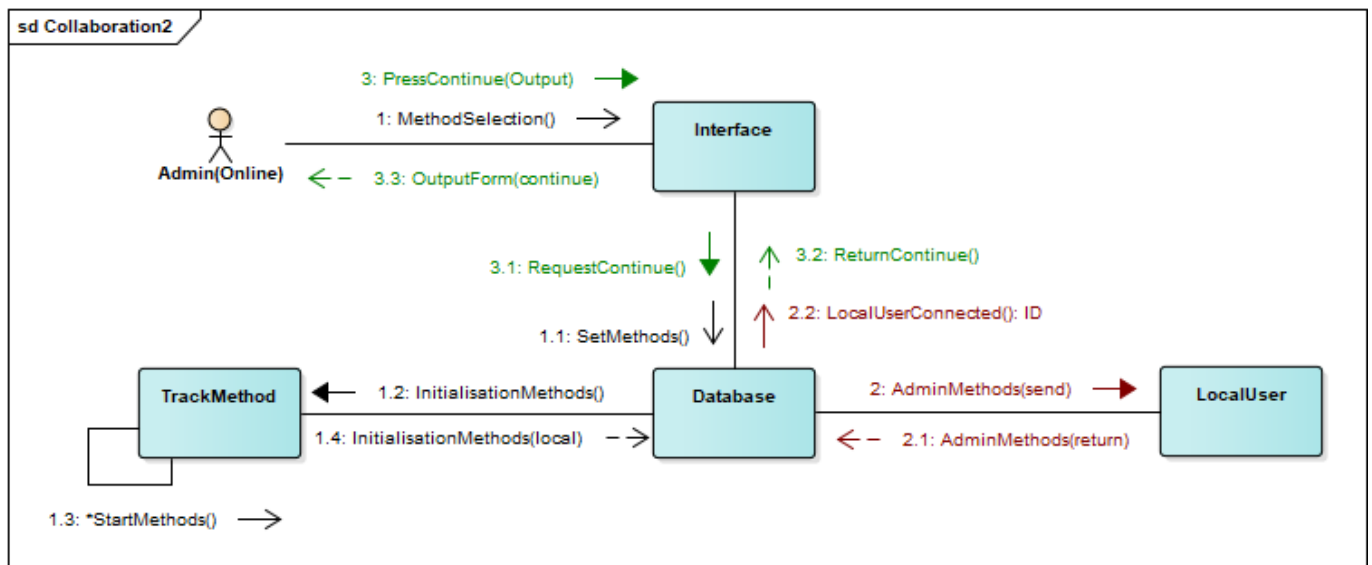 sd Collaboration2
3: PressContinue(Output)
1: MethodSelection()
Interface
Admin(Online)
3.3: OutputForm(continue)
3.1: RequestContinue()
3.2: ReturnContinue()
2.2: LocalUserConnected(): ID
1.1: SetMethods()
TrackMethod
1.2: InitialisationMethods()
Database
2: AdminMethods(send)
LocalUser
1.4: InitialisationMethods(local)
2.1: AdminMethods(return)
1.3: *StartMethods()